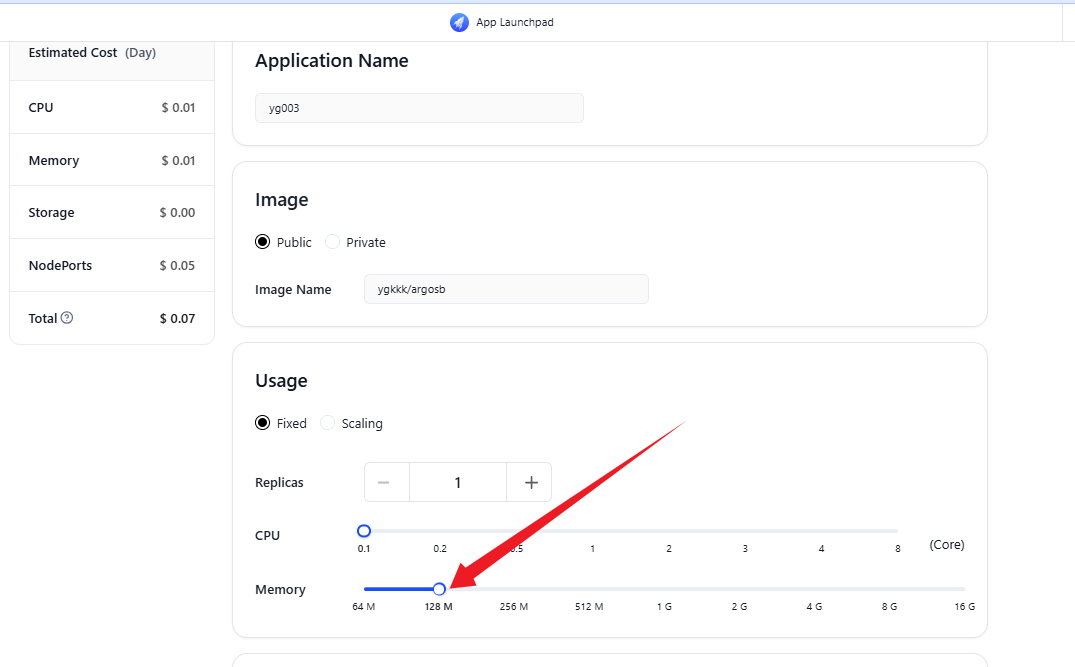 App Launchpad
Estimated Cost (Day)
CPU $ 0.01
Memory $ 0.01
Storage $ 0.00
NodePorts $ 0.05
Total $ 0.07
Application Name
yg003
Image
Public Private
Image Name ygkkk/argosb
Usage
Fixed Scaling
Replicas 1
CPU
0.1 0.2 1 2 3 4 8 (Core)
Memory
64 M 128 M 256 M 512 M 1 G 2 G 4 G 8 G 16 G